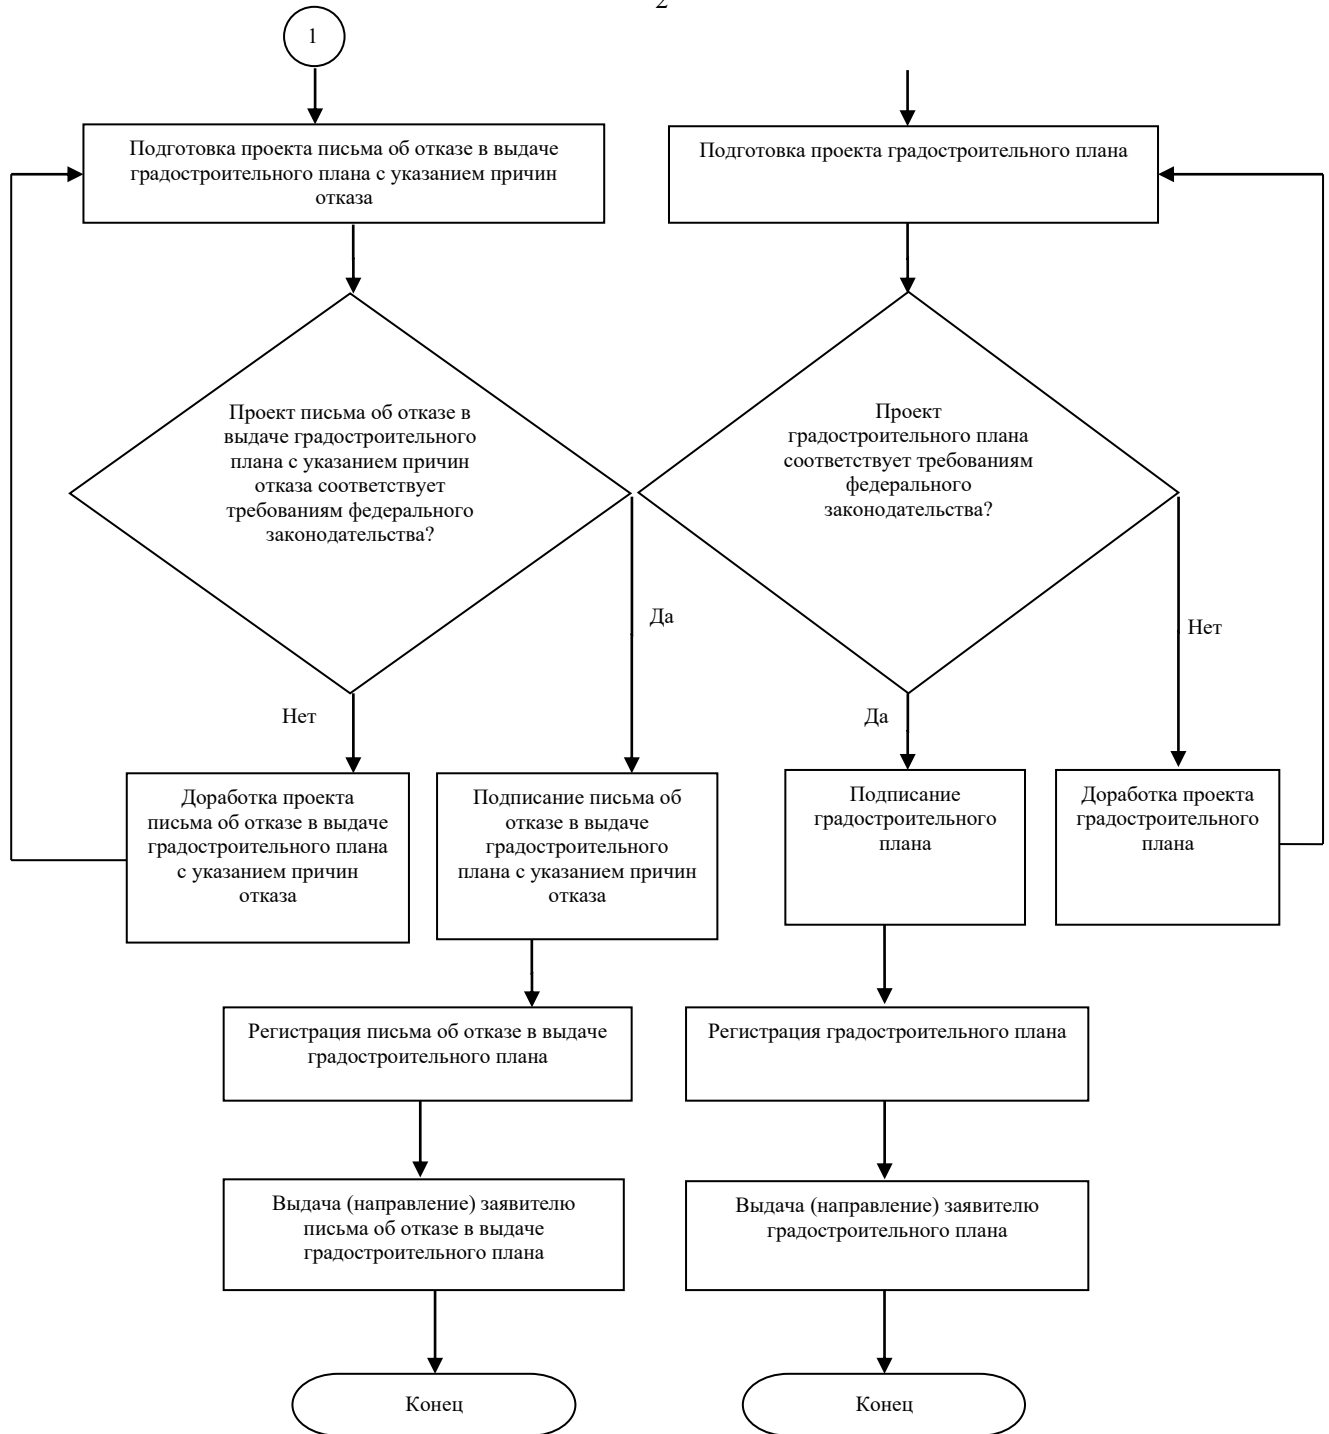 2
1
Подготовка проекта письма об отказе в выдаче
градостроительного плана с указанием причин
отказа
Подготовка проекта градостроительного плана
Проект письма об отказе в
выдаче градостроительного
плана с указанием причин
отказа соответствует
требованиям федерального
законодательства?
Проект
градостроительного плана
соответствует требованиям
федерального
законодательства?
Да
Нет
Нет
Да
Доработка проекта
письма об отказе в выдаче
градостроительного плана
с указанием причин
отказа
Подписание письма об
отказе в выдаче
градостроительного
плана с указанием причин
отказа
Подписание
градостроительного
плана
Доработка проекта
градостроительного
плана
Регистрация письма об отказе в выдаче
градостроительного плана
Регистрация градостроительного плана
Выдача (направление) заявителю
письма об отказе в выдаче
градостроительного плана
Выдача (направление) заявителю
градостроительного плана
Конец
Конец